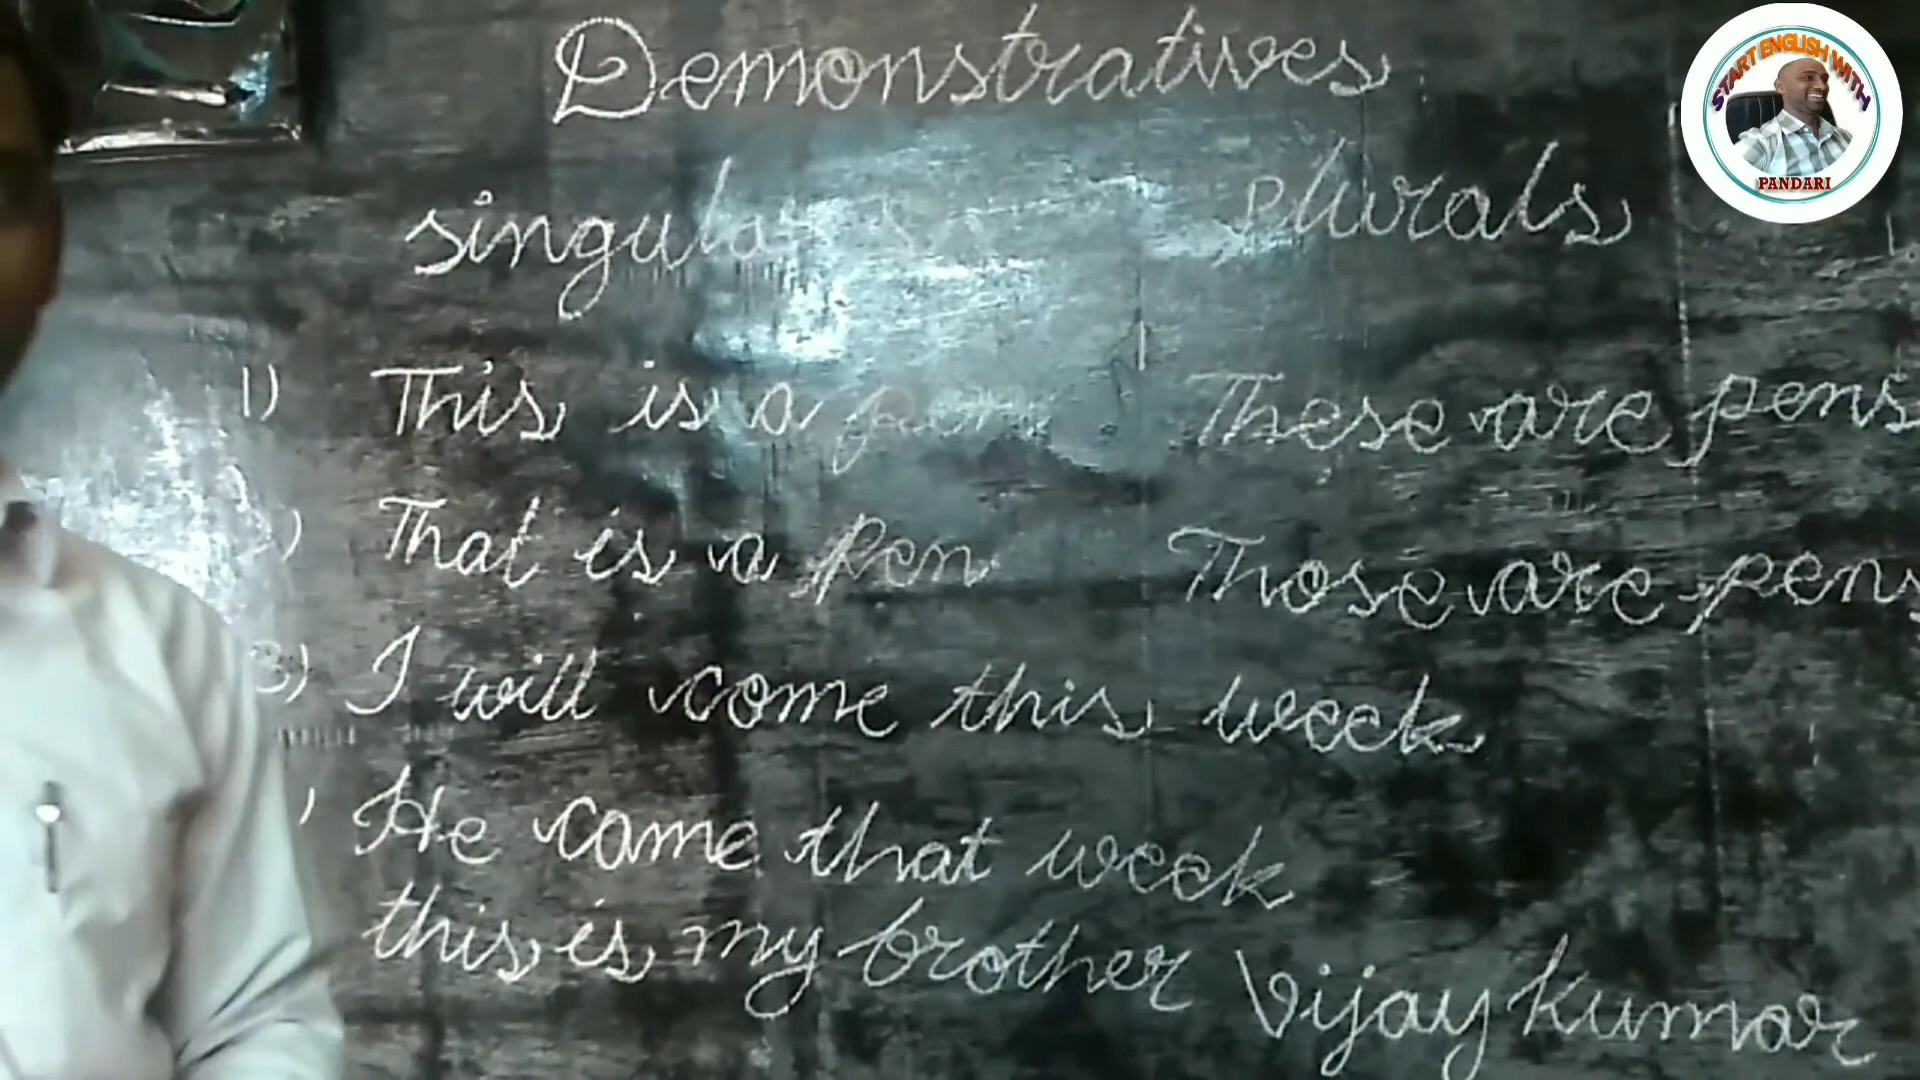 Demonstratives
singulars plurals
1) This is a pen These are pens
) That is a pen Those are pens
3) I will come this week
) He came that week
this is my brother Vijay kumar
START ENGLISH WITH
PANDARI